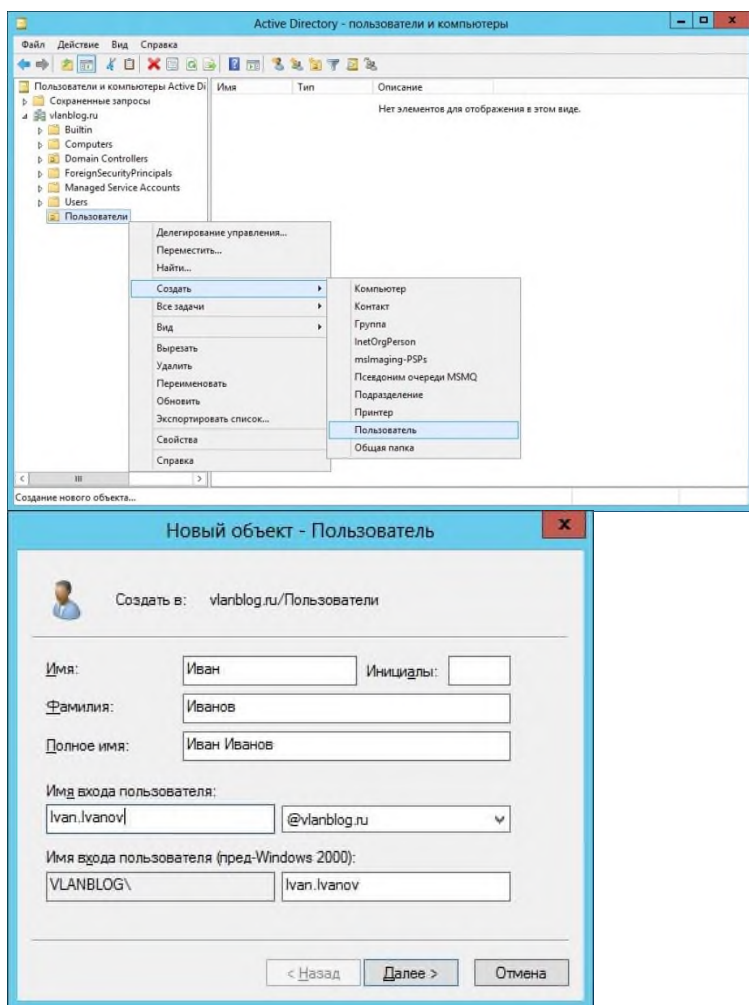 Active Directory - пользователи и компьютеры
Файл Действие Вид Справка
Пользователи и компьютеры Active Di
Имя Тип Описание
Сохраненные запросы
Нет элементов для отображения в этом виде.
vlanblog.ru
Builtin
Computers
Domain Controllers
ForeignSecurityPrincipals
Managed Service Accounts
Users
Пользователи
Делегирование управления...
Переместить...
Найти...
Создать
Все задачи
Вид
Вырезать
Удалить
Переименовать
Обновить
Экспортировать список...
Свойства
Справка
Компьютер
Контакт
Группа
InetOrgPerson
msImaging-PSPs
Псевдоним очереди MSMQ
Подразделение
Принтер
Пользователь
Общая папка
Создание нового объекта...
Новый объект - Пользователь
Создать в: vlanblog.ru/Пользователи
Имя: Иван Инициалы:
Фамилия: Иванов
Полное имя: Иван Иванов
Имя входа пользователя:
Ivan.Ivanov @vlanblog.ru
Имя входа пользователя (пред-Windows 2000):
VLANBLOG\ Ivan.Ivanov
< Назад Далее > Отмена